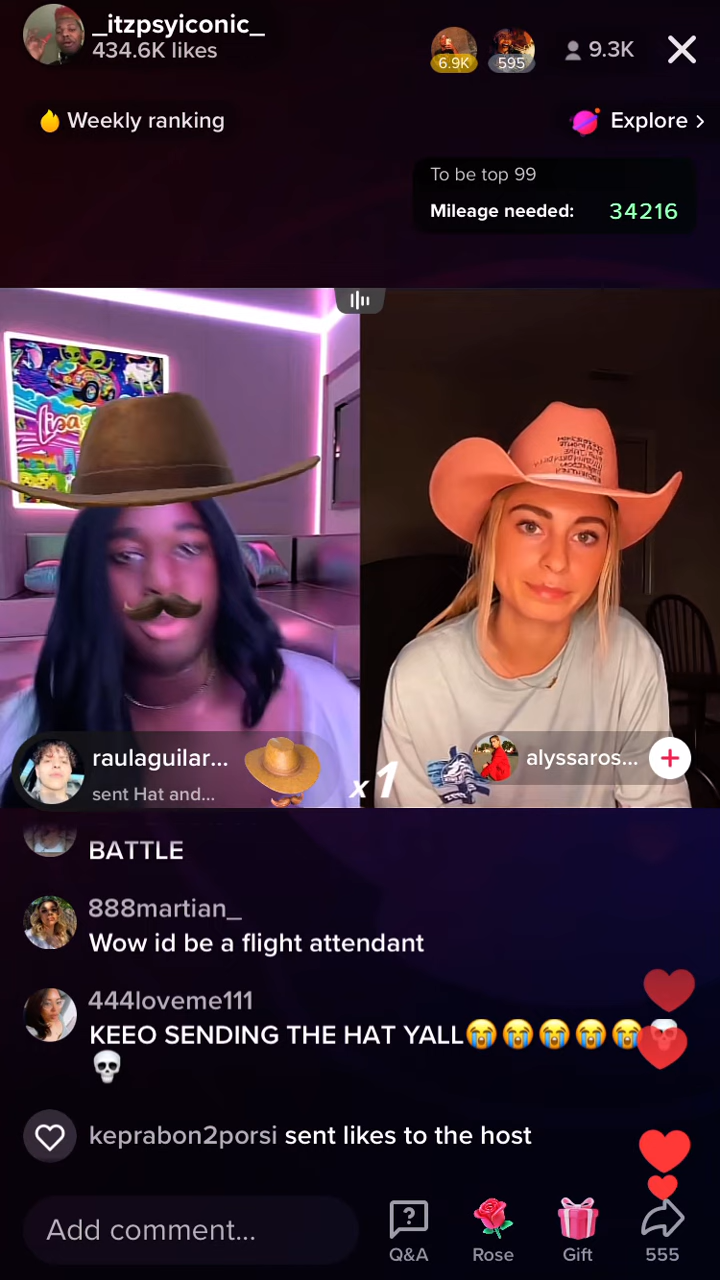 _itzpsyiconic_
434.6K likes
6.9K
595
9.3K
Weekly ranking
Explore >
To be top 99
Mileage needed: 34216
Lisa
raulaguilar...
sent Hat and...
x1
alyssaros...
BATTLE
888martian_
Wow id be a flight attendant
444loveme111
KEEO SENDING THE HAT YALL😭😭😭😭😭💀
💀
keprabon2porsi sent likes to the host
Add comment...
Q&A
Rose
Gift
555